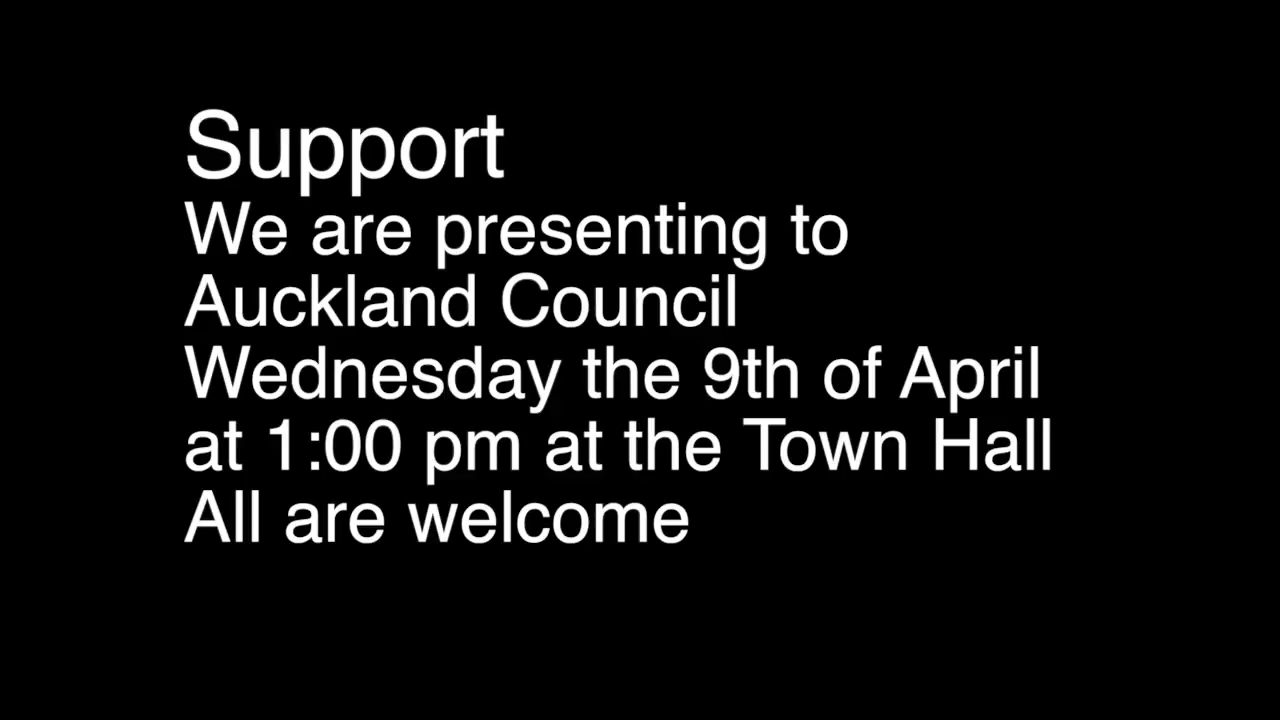 Support
We are presenting to
Auckland Council
Wednesday the 9th of April
at 1:00 pm at the Town Hall
All are welcome